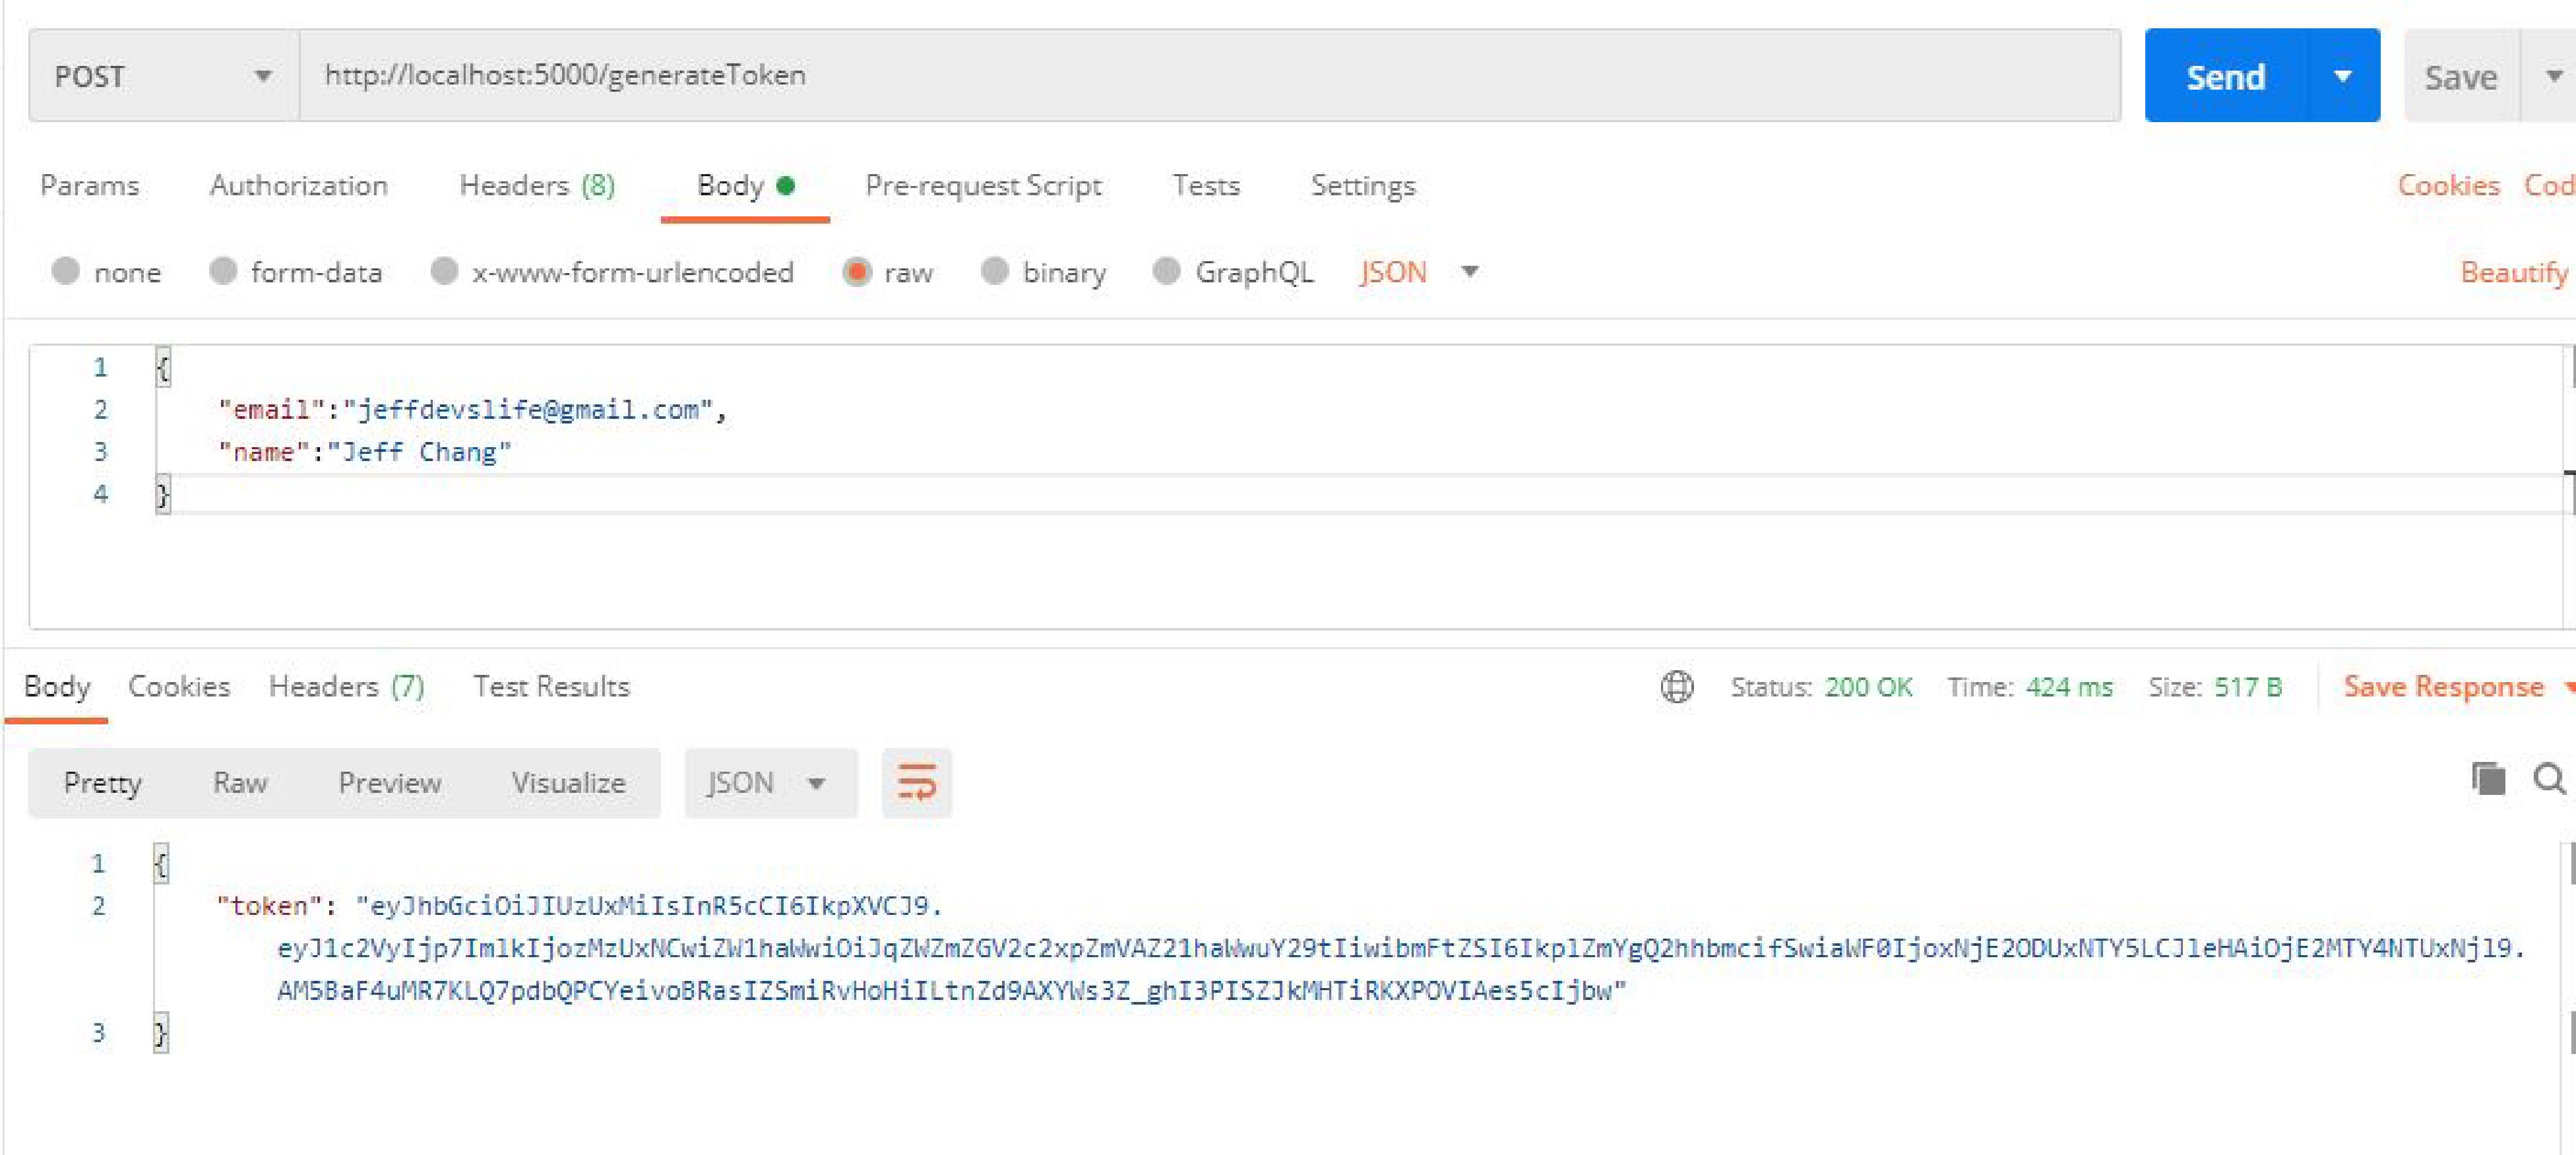 POST http://localhost:5000/generateToken Send Save
Params Authorization Headers (8) Body Pre-request Script Tests Settings Cookies Cod
none form-data x-www-form-urlencoded raw binary GraphQL JSON Beautify
1 {
2 "email":"jeffdevslife@gmail.com",
3 "name":"Jeff Chang"
4 }
Body Cookies Headers (7) Test Results Status: 200 OK Time: 424 ms Size: 517 B Save Response
Pretty Raw Preview Visualize JSON
1 {
2 "token": "eyJhbGciOiJIUzUxMiIsInR5cCI6IkpXVCJ9.
eyJ1c2VyIjp7ImlkIjozMzUxNCwiZW1haWwiOiJqZWZmZGV2c2xpZmVAZ21haWwuY29tIiwibmFtZSI6IkplZmYgQ2hhbmcifSwiaWF0IjoxNjE2ODUxNTY5LCJleHAiOjE2MTY4NTUxNjl9.
AM5BaF4uMR7KLQ7pdbQPCYeivoBRasIZSmiRvHoHiILtnZd9AXYWs3Z_ghI3PISZJkMHTiRKXPOVIAes5cIjbw"
3 }